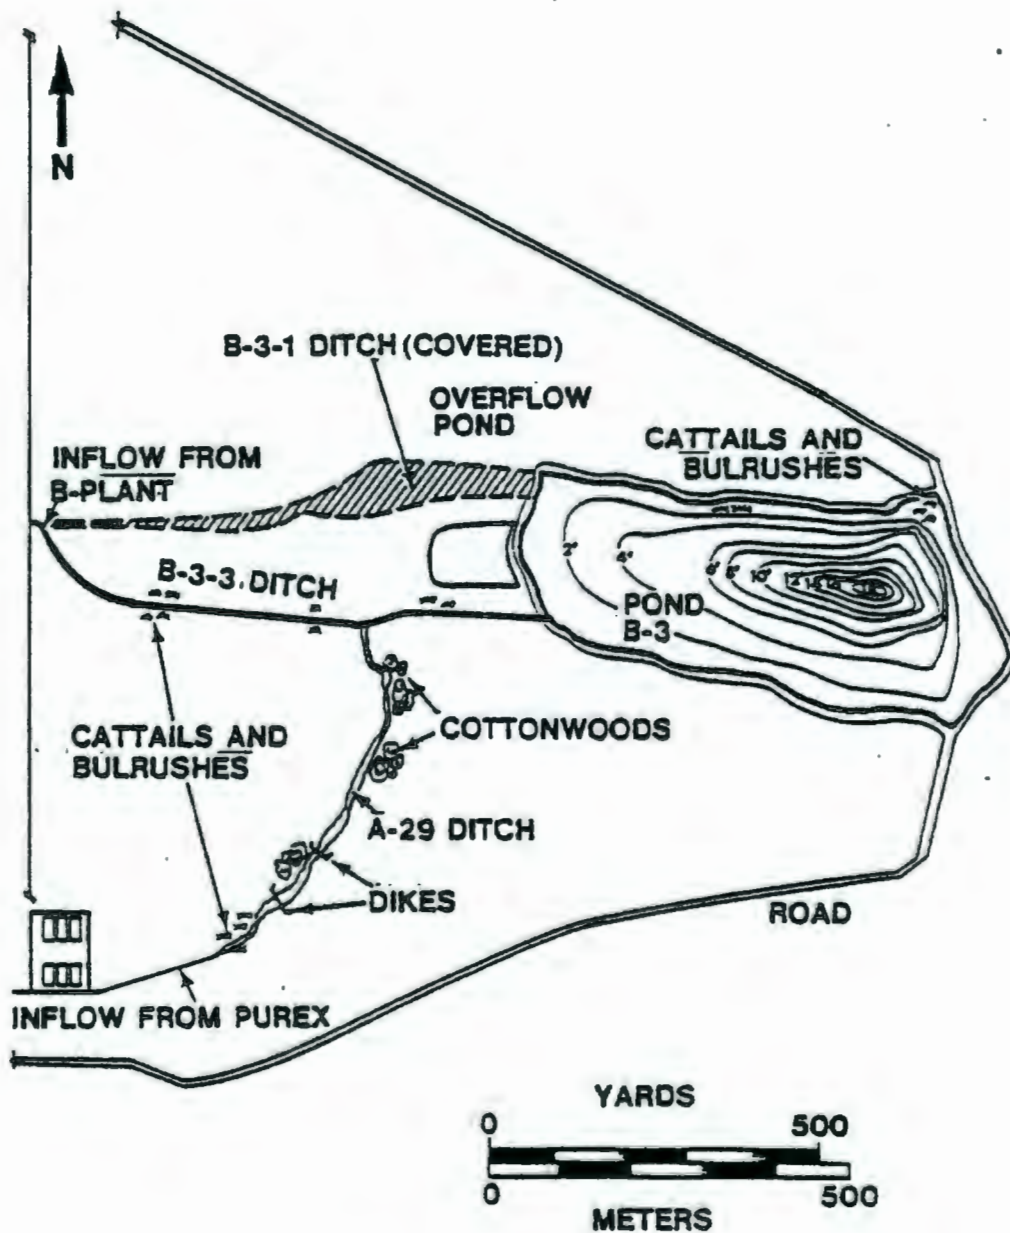 N
B-3-1 DITCH (COVERED)
OVERFLOW
POND
CATTAILS AND
BULRUSHES
INFLOW FROM
B-PLANT
B-3-3 DITCH
2'
4'
6'
8'
10'
12
14
POND
B-3
COTTONWOODS
CATTAILS AND
BULRUSHES
A-29 DITCH
DIKES
ROAD
INFLOW FROM PUREX
YARDS
0 500
0 500
METERS